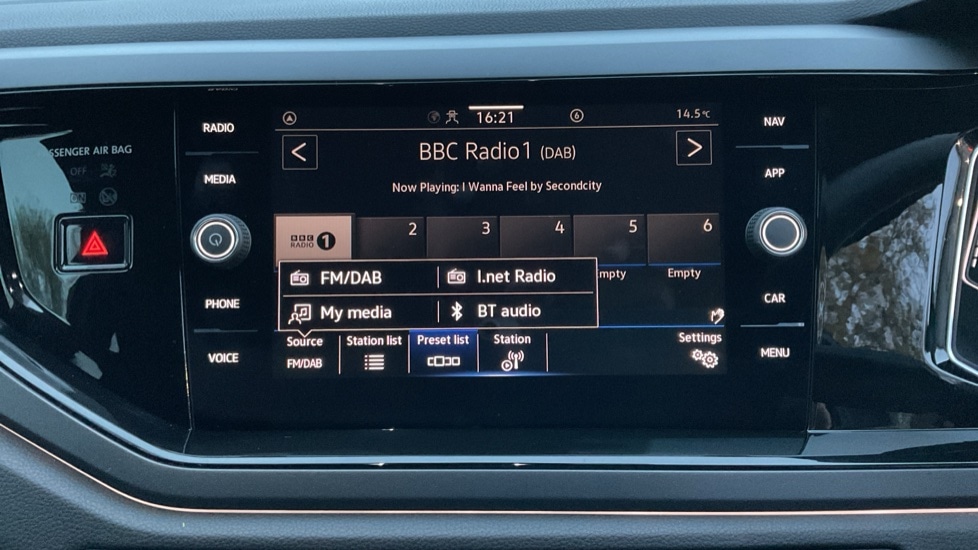 PASSENGER AIR BAG
OFF
ON
RADIO
MEDIA
PHONE
VOICE
16:21
6
14.5°C
< BBC Radio1 (DAB) >
Now Playing: I Wanna Feel by Secondcity
BBC RADIO 1
2
3
4
5
6
mpty
Empty
FM/DAB
I.net Radio
My media
BT audio
Source
FM/DAB
Station list
Preset list
Station
Settings
NAV
APP
CAR
MENU